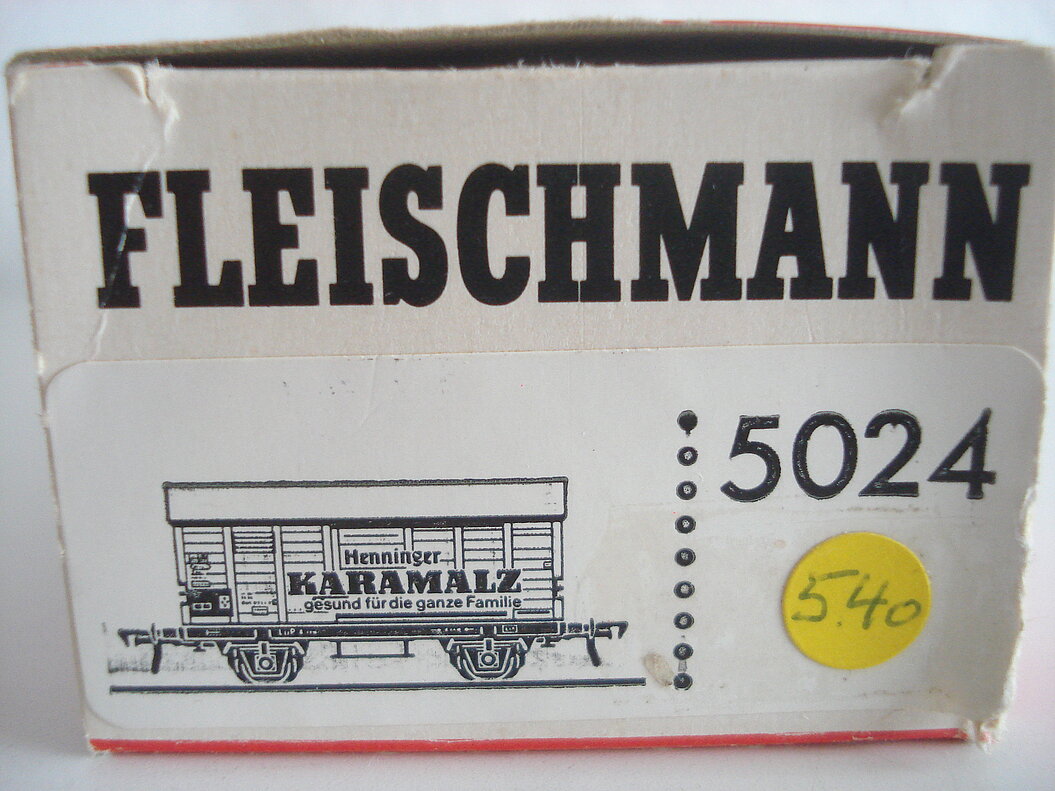 FLEISCHMANN
5024
Henninger
KARAMALZ
gesund für die ganze Familie
5.40